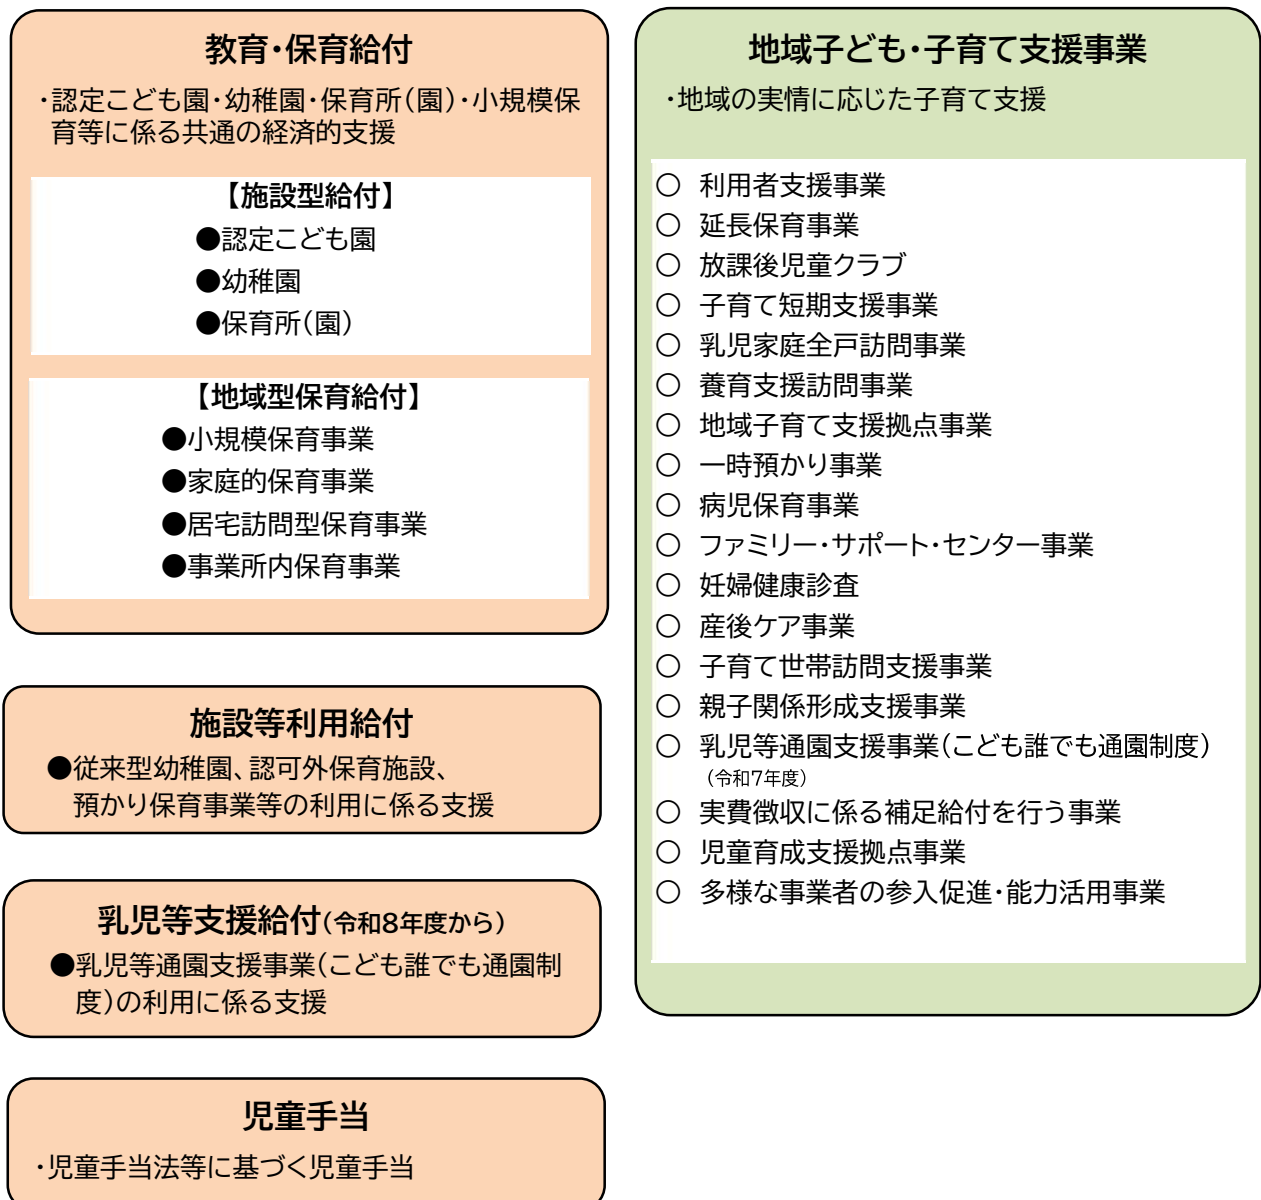 教育・保育給付
・認定こども園・幼稚園・保育所(園)・小規模保
育等に係る共通の経済的支援
【施設型給付】
●認定こども園
●幼稚園
●保育所(園)
【地域型保育給付】
●小規模保育事業
●家庭的保育事業
●居宅訪問型保育事業
●事業所内保育事業
施設等利用給付
●従来型幼稚園、認可外保育施設、
預かり保育事業等の利用に係る支援
乳児等支援給付(令和8年度から)
●乳児等通園支援事業(こども誰でも通園制
度)の利用に係る支援
児童手当
・児童手当法等に基づく児童手当
地域子ども・子育て支援事業
・地域の実情に応じた子育て支援
○ 利用者支援事業
○ 延長保育事業
○ 放課後児童クラブ
○ 子育て短期支援事業
○ 乳児家庭全戸訪問事業
○ 養育支援訪問事業
○ 地域子育て支援拠点事業
○ 一時預かり事業
○ 病児保育事業
○ ファミリー・サポート・センター事業
○ 妊婦健康診査
○ 産後ケア事業
○ 子育て世帯訪問支援事業
○ 親子関係形成支援事業
○ 乳児等通園支援事業(こども誰でも通園制度)
(令和7年度)
○ 実費徴収に係る補足給付を行う事業
○ 児童育成支援拠点事業
○ 多様な事業者の参入促進・能力活用事業